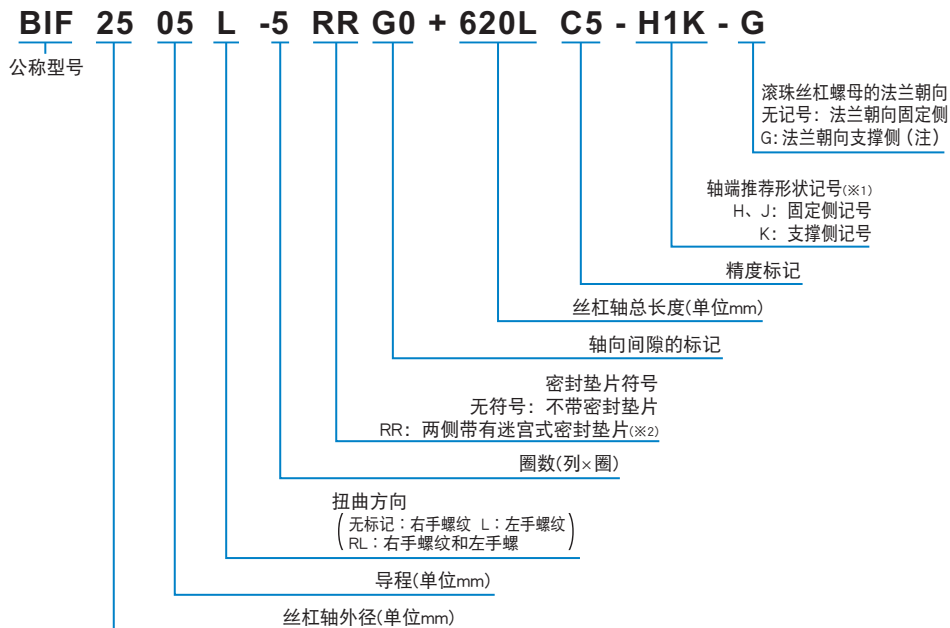 BIF 25 05 L -5 RR G0 + 620L C5 - H1K - G
公称型号
滚珠丝杠螺母的法兰朝向
无记号：法兰朝向固定侧
G：法兰朝向支撑侧（注）
轴端推荐形状记号(※1)
H、J：固定侧记号
K：支撑侧记号
精度标记
丝杠轴总长度(单位mm)
轴向间隙的标记
密封垫片符号
无符号：不带密封垫片
RR：两侧带有迷宫式密封垫片(※2)
圈数(列×圈)
扭曲方向
(无标记：右手螺纹 L：左手螺纹
RL：右手螺纹和左手螺)
导程(单位mm)
丝杠轴外径(单位mm)